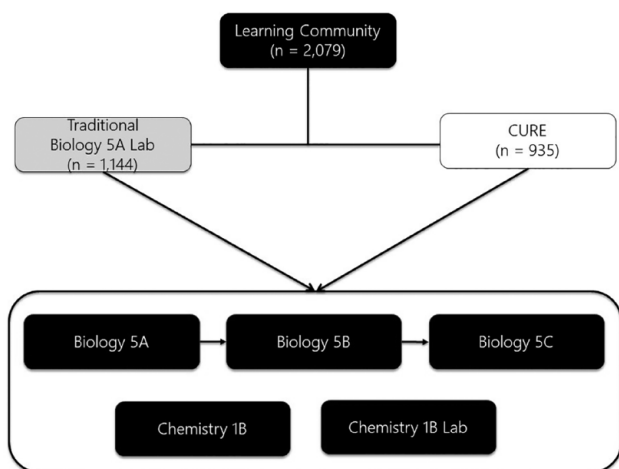 Learning Community
(n = 2,079)
Traditional
Biology 5A Lab
(n = 1,144)
CURE
(n = 935)
Biology 5A
Biology 5B
Biology 5C
Chemistry 1B
Chemistry 1B Lab